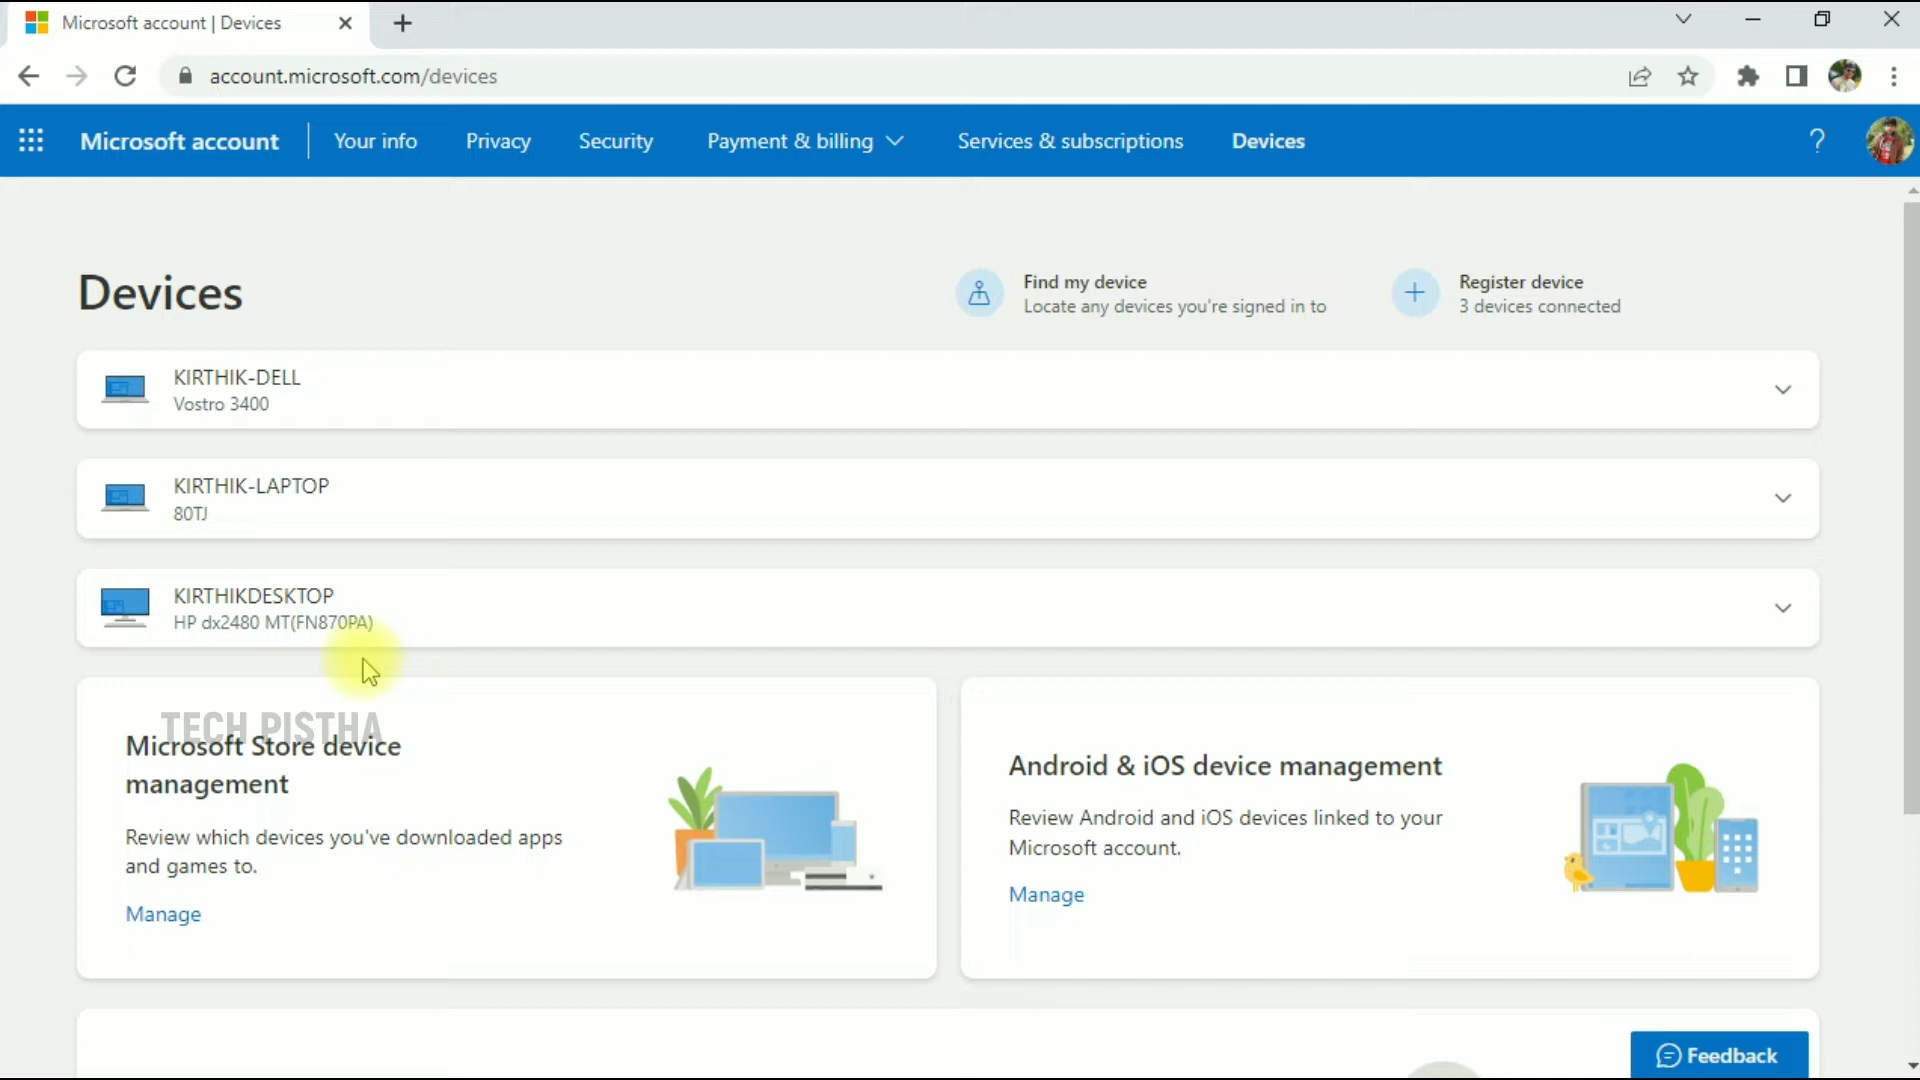 Microsoft account | Devices
account.microsoft.com/devices
Microsoft account
Your info
Privacy
Security
Payment & billing
Services & subscriptions
Devices
?
Devices
Find my device
Locate any devices you're signed in to
Register device
3 devices connected
KIRTHIK-DELL
Vostro 3400
KIRTHIK-LAPTOP
80TJ
KIRTHIKDESKTOP
HP dx2480 MT(FN870PA)
TECH PISTHA
Microsoft Store device
management
Review which devices you've downloaded apps
and games to.
Manage
Android & iOS device management
Review Android and iOS devices linked to your
Microsoft account.
Manage
Feedback